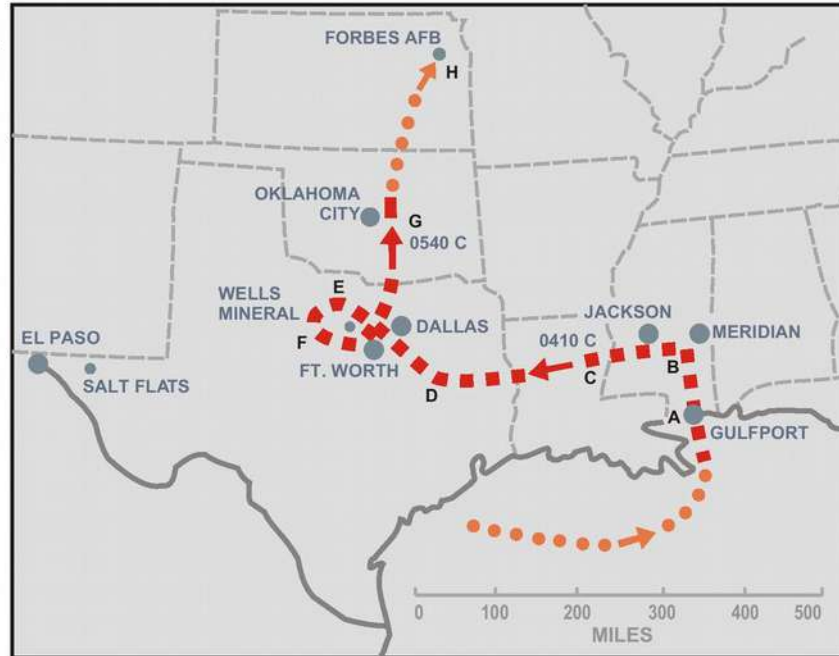 FORBES AFB
H
OKLAHOMA
CITY
G
0540 C
E
WELLS
MINERAL
F
DALLAS
FT. WORTH
EL PASO
SALT FLATS
D
JACKSON
MERIDIAN
0410 C
C
B
A
GULFPORT
0 100 200 300 400 500
MILES